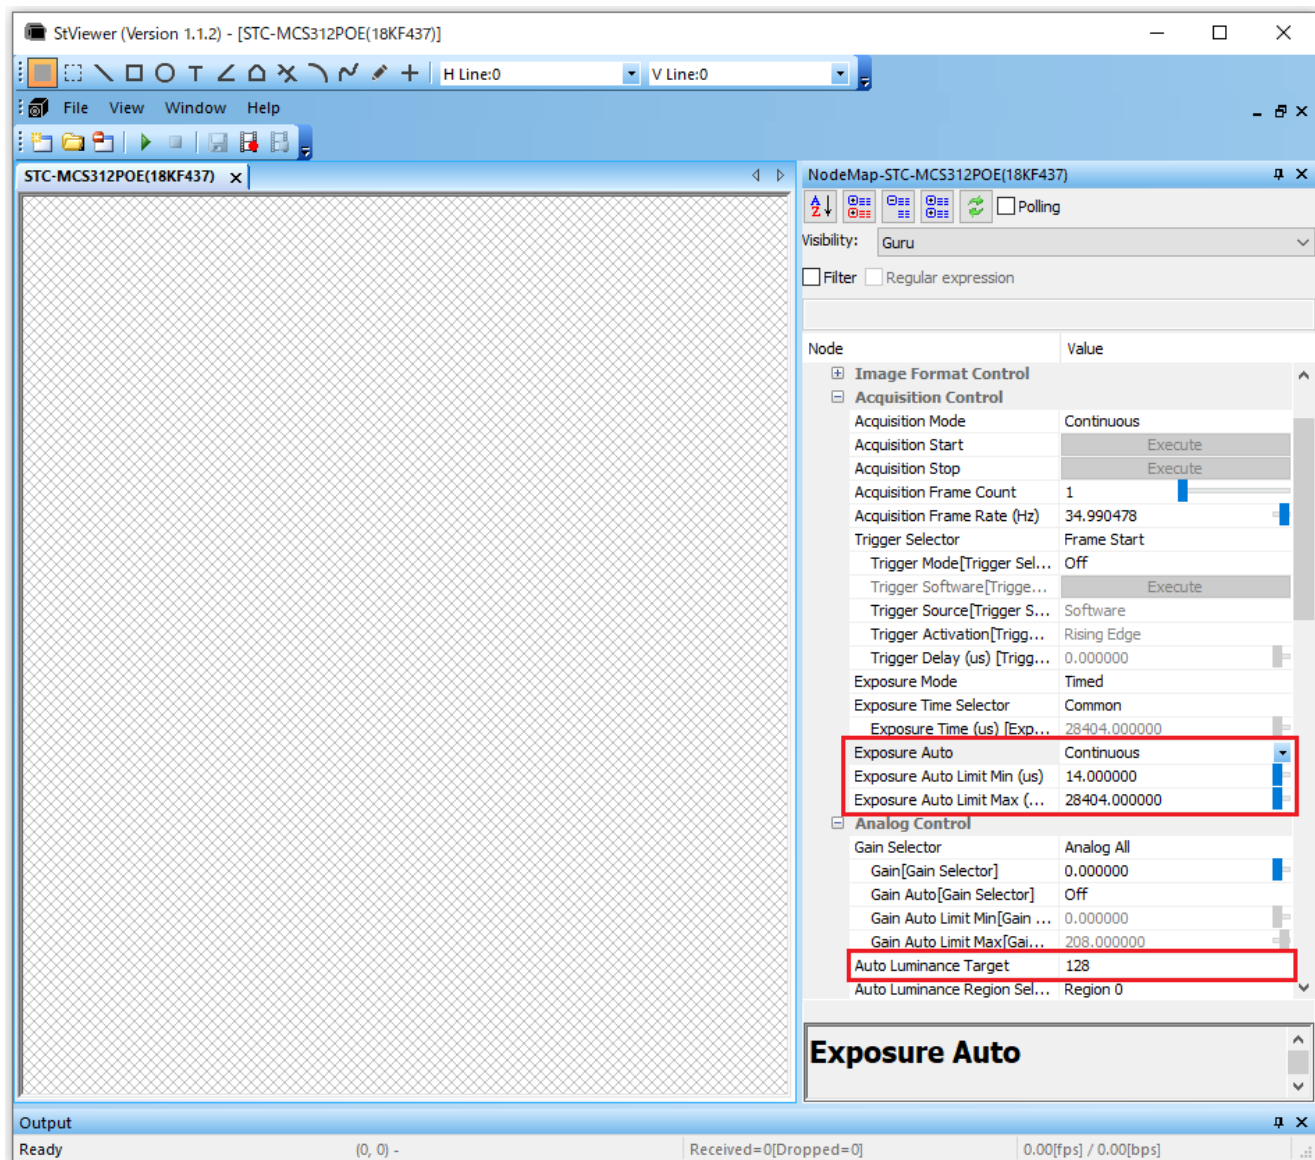 StViewer (Version 1.1.2) - [STC-MCS312POE(18KF437)]
H Line:0 V Line:0
File View Window Help
STC-MCS312POE(18KF437)
NodeMap-STC-MCS312POE(18KF437)
Polling
Visibility: Guru
Filter Regular expression
Node Value
Image Format Control
Acquisition Control
Acquisition Mode Continuous
Acquisition Start Execute
Acquisition Stop Execute
Acquisition Frame Count 1
Acquisition Frame Rate (Hz) 34.990478
Trigger Selector Frame Start
Trigger Mode[Trigger Sel... Off
Trigger Software[Trigge... Execute
Trigger Source[Trigger S... Software
Trigger Activation[Trigg... Rising Edge
Trigger Delay (us) [Trigg... 0.000000
Exposure Mode Timed
Exposure Time Selector Common
Exposure Time (us) [Exp... 28404.000000
Exposure Auto Continuous
Exposure Auto Limit Min (us) 14.000000
Exposure Auto Limit Max (... 28404.000000
Analog Control
Gain Selector Analog All
Gain[Gain Selector] 0.000000
Gain Auto[Gain Selector] Off
Gain Auto Limit Min[Gain ... 0.000000
Gain Auto Limit Max[Gai... 208.000000
Auto Luminance Target 128
Auto Luminance Region Sel... Region 0
Exposure Auto
Output
Ready (0, 0) - Received=0[Dropped=0] 0.00[fps] / 0.00[bps]